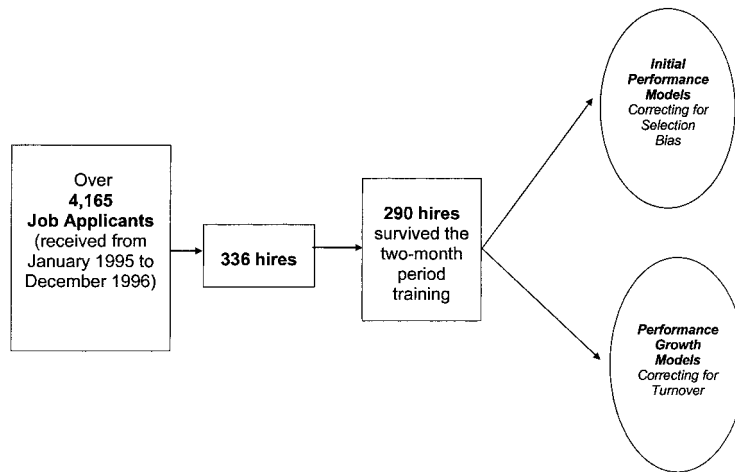 Over
4,165
Job Applicants
(received from
January 1995 to
December 1996)
336 hires
290 hires
survived the
two-month
period
training
Initial
Performance
Models
Correcting for
Selection
Bias
Performance
Growth
Models
Correcting for
Turnover